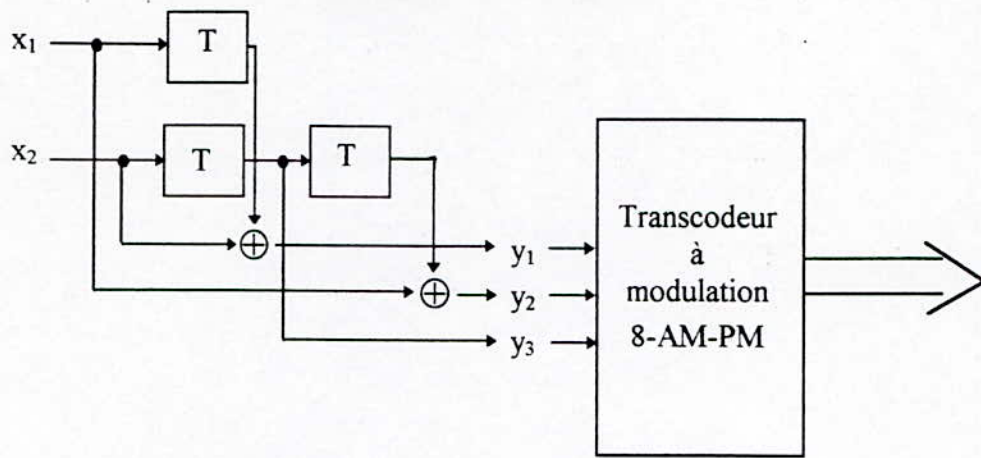 x₁
T
x₂
T
T
⊕
y₁
⊕
y₂
y₃
Transcodeur
à
modulation
8-AM-PM